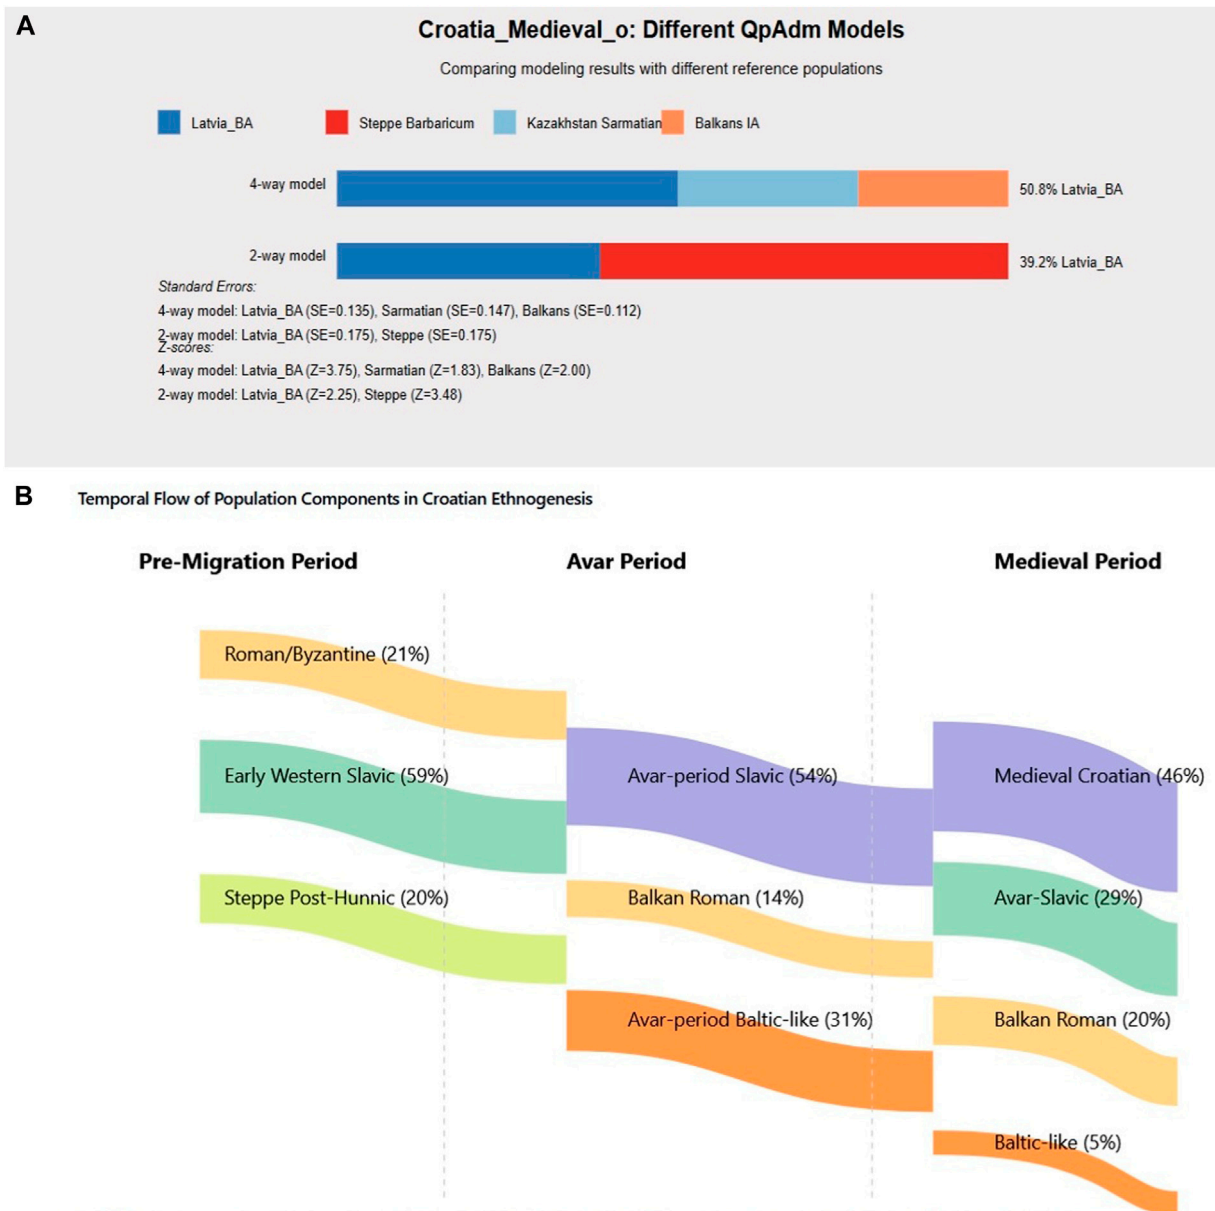 A
Croatia_Medieval_o: Different QpAdm Models
Comparing modeling results with different reference populations
Latvia_BA Steppe Barbaricum Kazakhstan Sarmatian Balkans IA
4-way model 50.8% Latvia_BA
2-way model 39.2% Latvia_BA
Standard Errors:
4-way model: Latvia_BA (SE=0.135), Sarmatian (SE=0.147), Balkans (SE=0.112)
2-way model: Latvia_BA (SE=0.175), Steppe (SE=0.175)
Z-scores:
4-way model: Latvia_BA (Z=3.75), Sarmatian (Z=1.83), Balkans (Z=2.00)
2-way model: Latvia_BA (Z=2.25), Steppe (Z=3.48)
B
Temporal Flow of Population Components in Croatian Ethnogenesis
Pre-Migration Period Avar Period Medieval Period
Roman/Byzantine (21%)
Early Western Slavic (59%) Avar-period Slavic (54%) Medieval Croatian (46%)
Steppe Post-Hunnic (20%) Balkan Roman (14%) Avar-Slavic (29%)
Avar-period Baltic-like (31%) Balkan Roman (20%)
Baltic-like (5%)